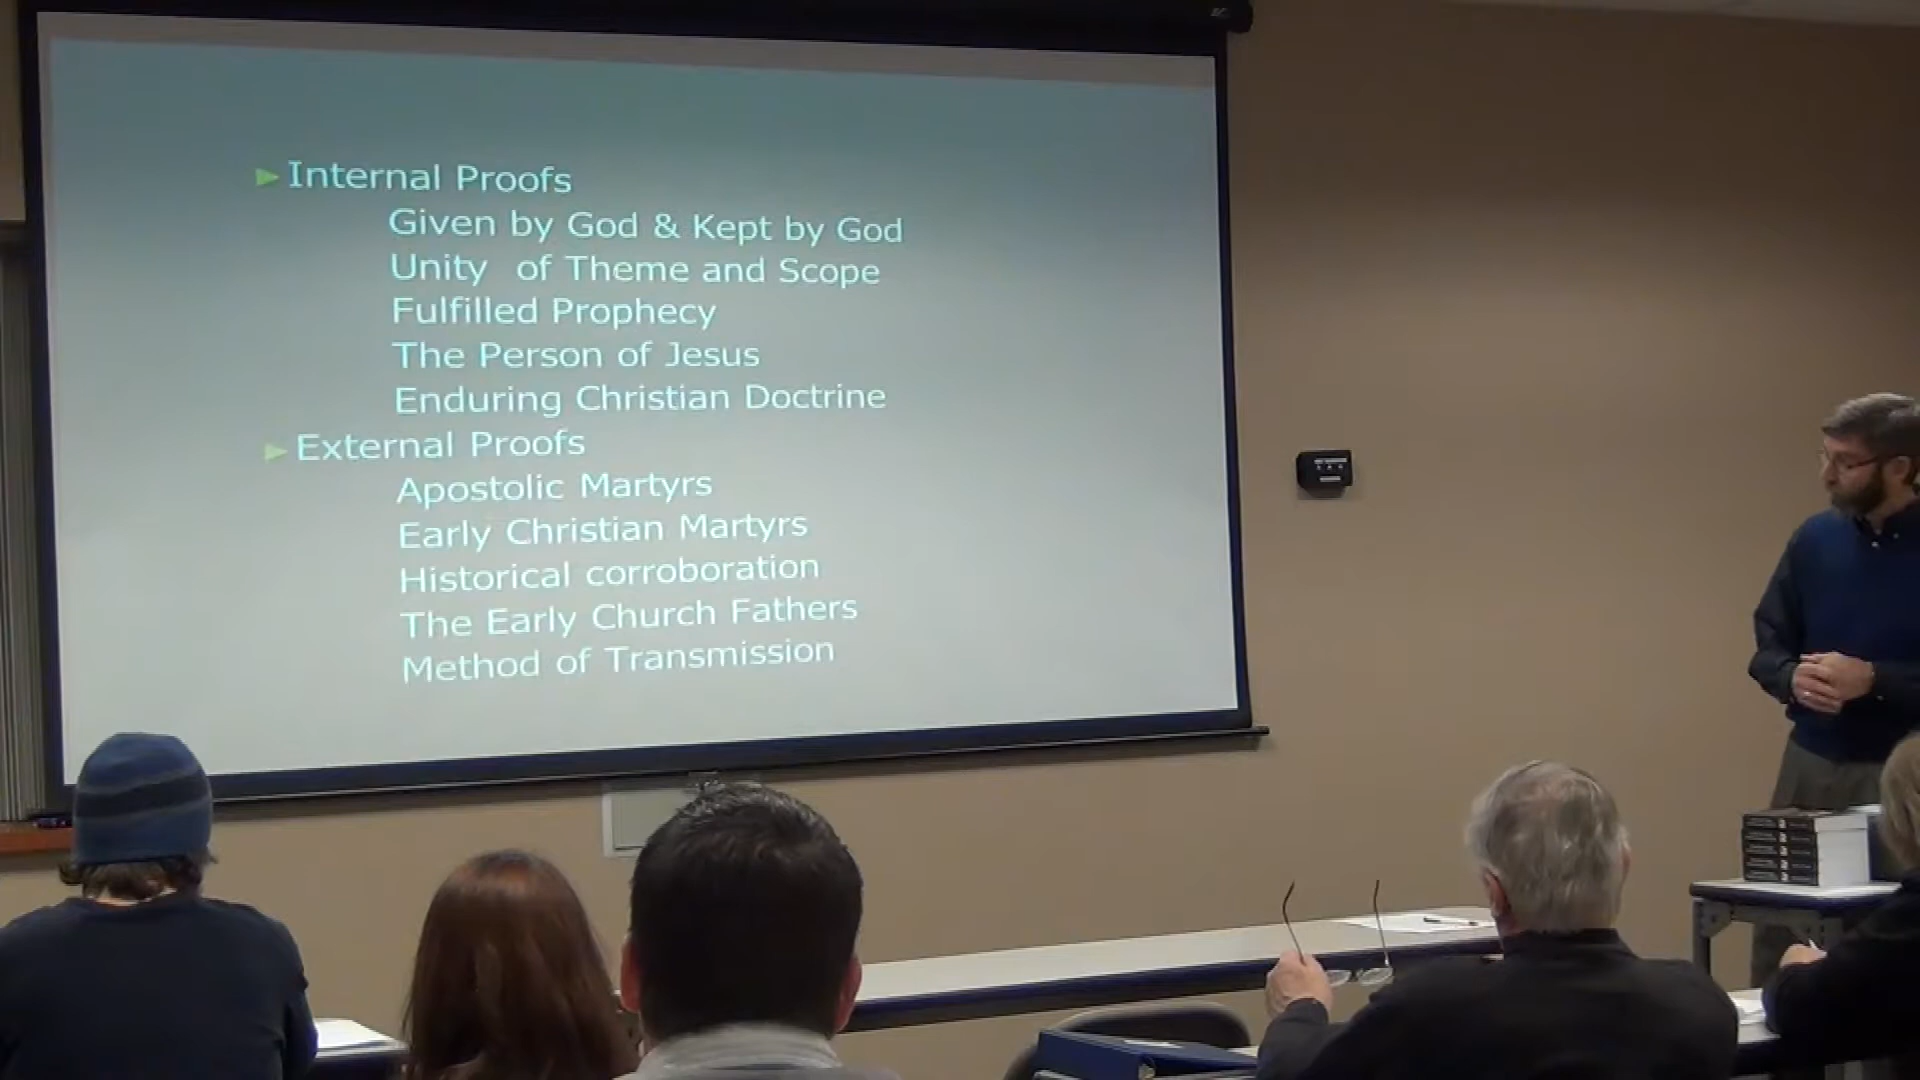 ► Internal Proofs
Given by God & Kept by God
Unity of Theme and Scope
Fulfilled Prophecy
The Person of Jesus
Enduring Christian Doctrine
► External Proofs
Apostolic Martyrs
Early Christian Martyrs
Historical corroboration
The Early Church Fathers
Method of Transmission